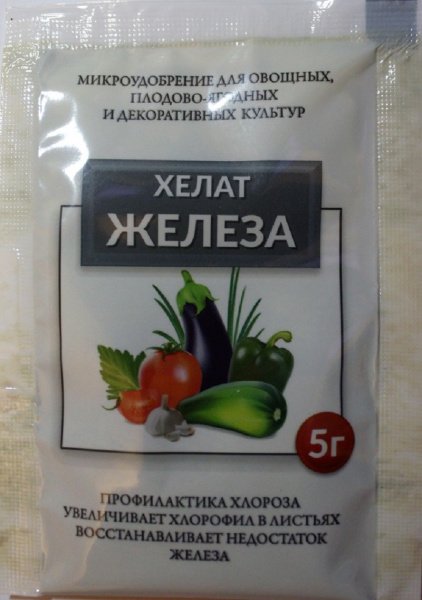 МИКРОУДОБРЕНИЕ ДЛЯ ОВОЩНЫХ,
ПЛОДОВО-ЯГОДНЫХ
И ДЕКОРАТИВНЫХ КУЛЬТУР
ХЕЛАТ
ЖЕЛЕЗА
5г
ПРОФИЛАКТИКА ХЛОРОЗА
УВЕЛИЧИВАЕТ ХЛОРОФИЛ В ЛИСТЬЯХ
ВОССТАНАВЛИВАЕТ НЕДОСТАТОК
ЖЕЛЕЗА